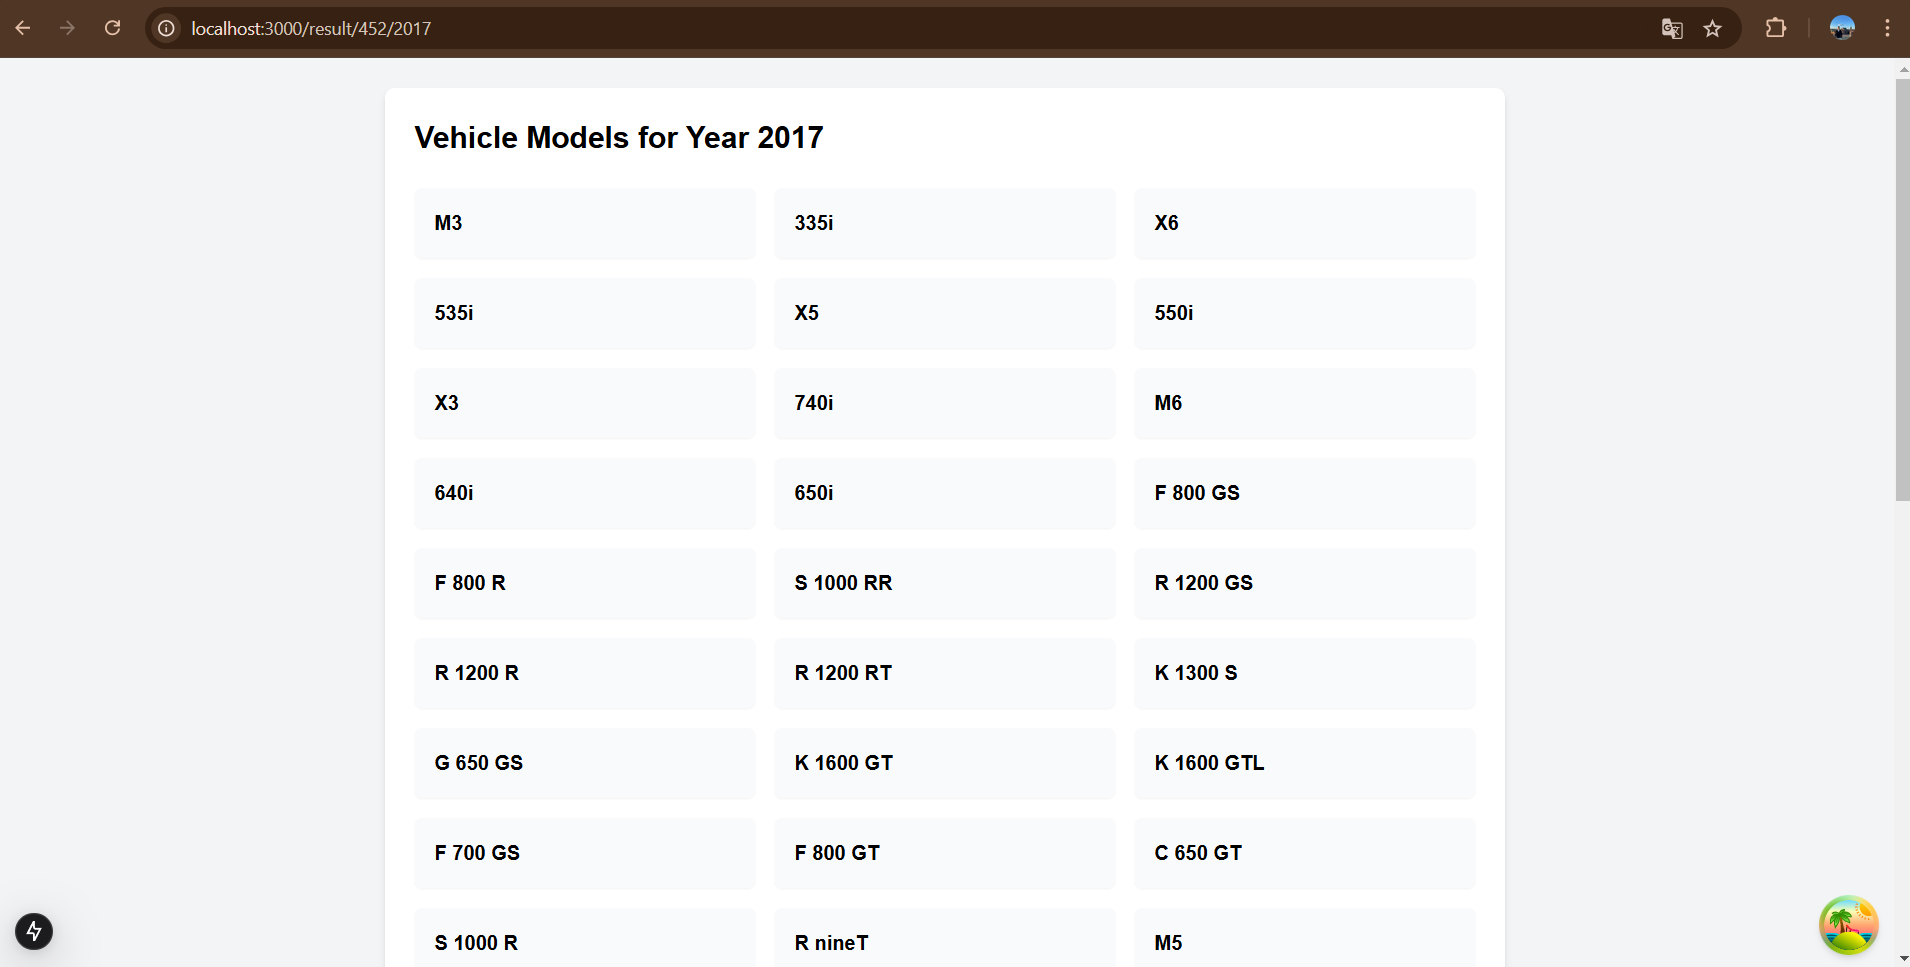 localhost:3000/result/452/2017
Vehicle Models for Year 2017
M3
335i
X6
535i
X5
550i
X3
740i
M6
640i
650i
F 800 GS
F 800 R
S 1000 RR
R 1200 GS
R 1200 R
R 1200 RT
K 1300 S
G 650 GS
K 1600 GT
K 1600 GTL
F 700 GS
F 800 GT
C 650 GT
S 1000 R
R nineT
M5